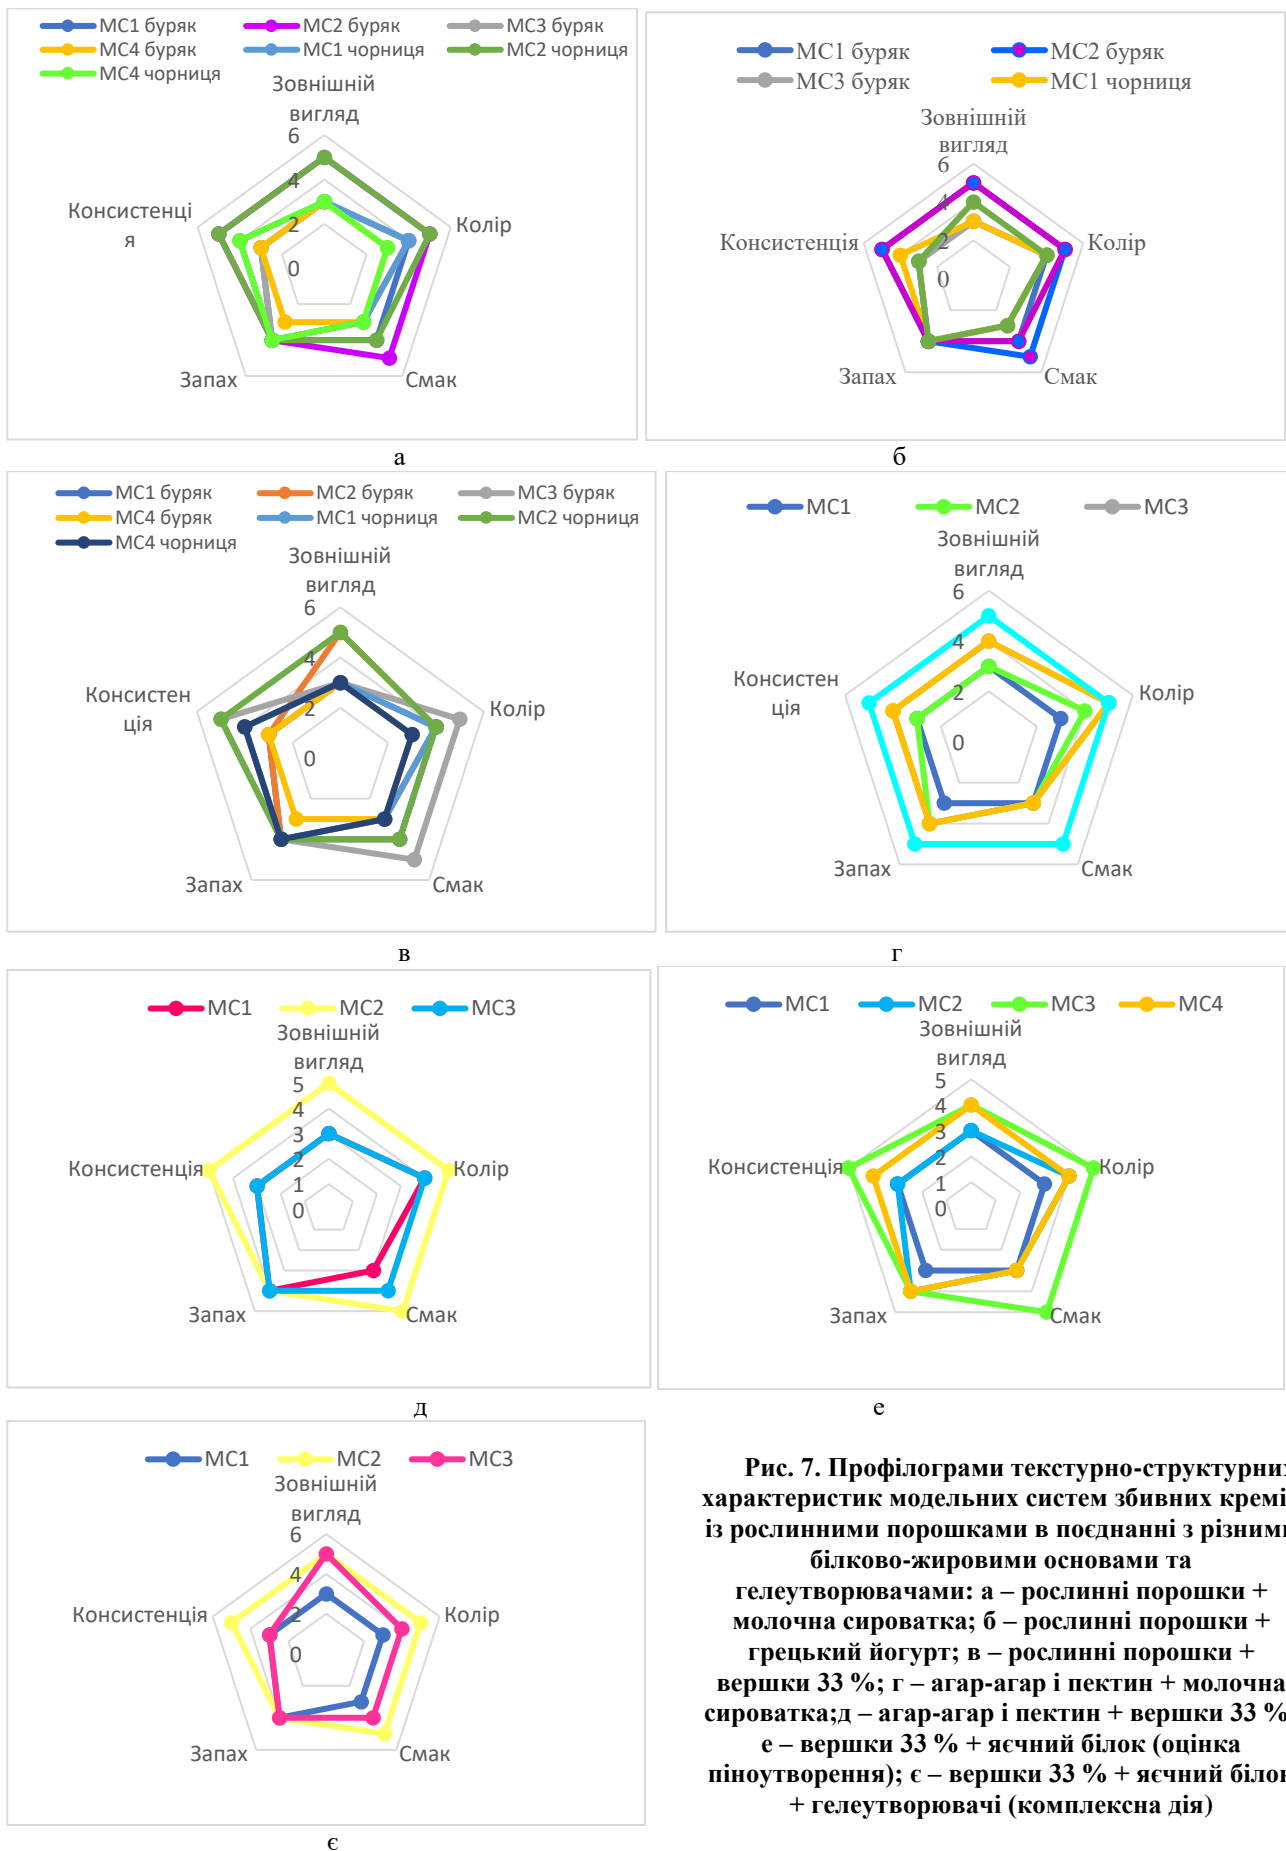 МС1 буряк МС2 буряк МС3 буряк
МС4 буряк МС1 чорниця МС2 чорниця
МС4 чорниця
Зовнішній
вигляд
6
4
2
0
Колір
Смак
Запах
Консистенці
я
а
МС1 буряк МС2 буряк
МС3 буряк МС1 чорниця
Зовнішній
вигляд
6
4
2
0
Колір
Смак
Запах
Консистенція
б
МС1 буряк МС2 буряк МС3 буряк
МС4 буряк МС1 чорниця МС2 чорниця
МС4 чорниця
Зовнішній
вигляд
6
4
2
0
Колір
Смак
Запах
Консистен
ція
в
МС1 МС2 МС3
Зовнішній
вигляд
6
4
2
0
Колір
Смак
Запах
Консистен
ція
г
МС1 МС2 МС3
Зовнішній
вигляд
5
4
3
2
1
0
Колір
Смак
Запах
Консистенція
д
МС1 МС2 МС3 МС4
Зовнішній
вигляд
5
4
3
2
1
0
Колір
Смак
Запах
Консистенція
е
МС1 МС2 МС3
Зовнішній
вигляд
6
4
2
0
Колір
Смак
Запах
Консистенція
є
Рис. 7. Профілограми текстурно-структурни
характеристик модельних систем збивних кремі
із рослинними порошками в поєднанні з різними
білково-жировими основами та
гелеутворювачами: а – рослинні порошки +
молочна сироватка; б – рослинні порошки +
грецький йогурт; в – рослинні порошки +
вершки 33 %; г – агар-агар і пектин + молочна
сироватка;д – агар-агар і пектин + вершки 33 %
е – вершки 33 % + яєчний білок (оцінка
піноутворення); є – вершки 33 % + яєчний білок
+ гелеутворювачі (комплексна дія)